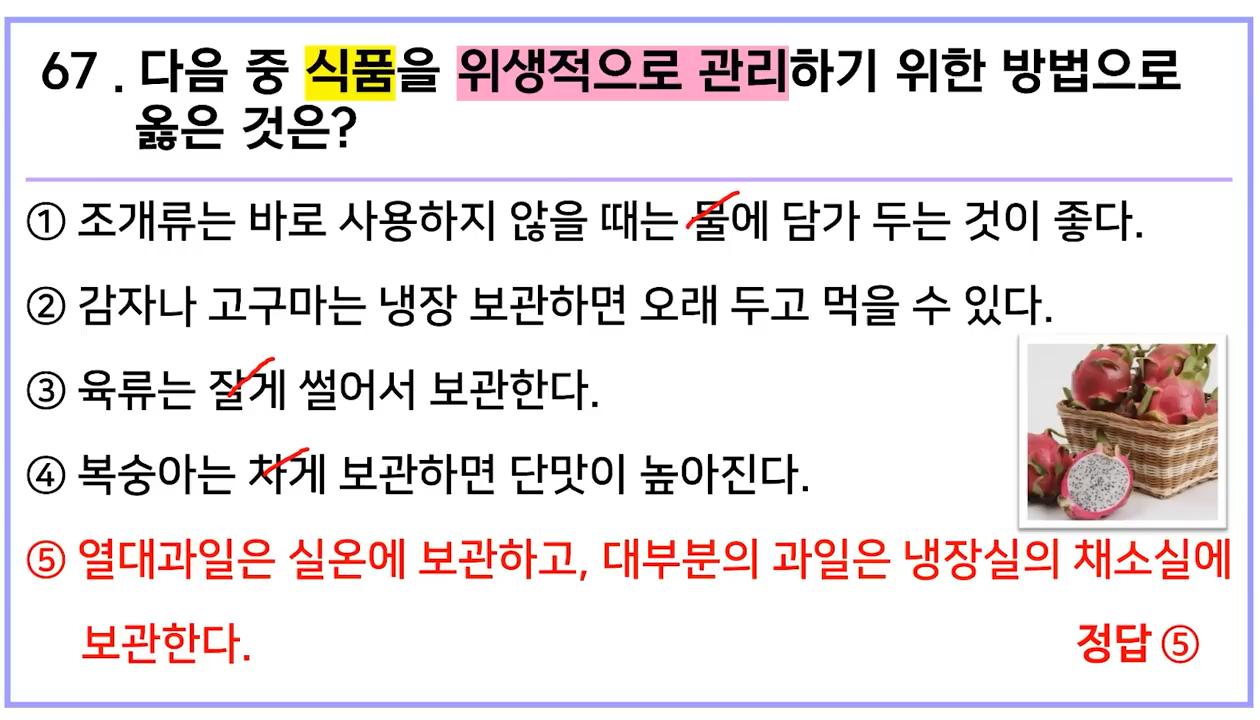 67 . 다음 중 식품을 위생적으로 관리하기 위한 방법으로
옳은 것은?
① 조개류는 바로 사용하지 않을 때는 물에 담가 두는 것이 좋다.
② 감자나 고구마는 냉장 보관하면 오래 두고 먹을 수 있다.
③ 육류는 잘게 썰어서 보관한다.
④ 복숭아는 차게 보관하면 단맛이 높아진다.
⑤ 열대과일은 실온에 보관하고, 대부분의 과일은 냉장실의 채소실에
보관한다.
정답 ⑤